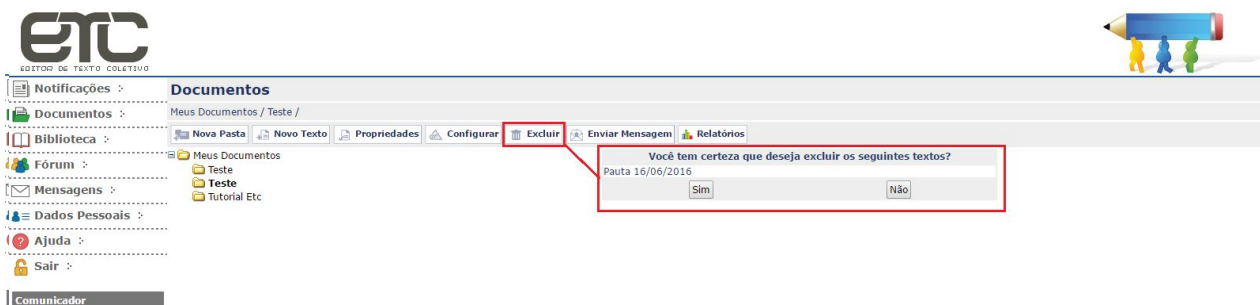 ETC
EDITOR DE TEXTO COLETIVO
Notificações
Documentos
Biblioteca
Fórum
Mensagens
Dados Pessoais
Ajuda
Sair
Comunicador
Documentos
Meus Documentos / Teste /
Nova Pasta Novo Texto Propriedades Configurar Excluir Enviar Mensagem Relatórios
Meus Documentos
Teste
Teste
Tutorial Etc
Você tem certeza que deseja excluir os seguintes textos?
Pauta 16/06/2016
Sim Não